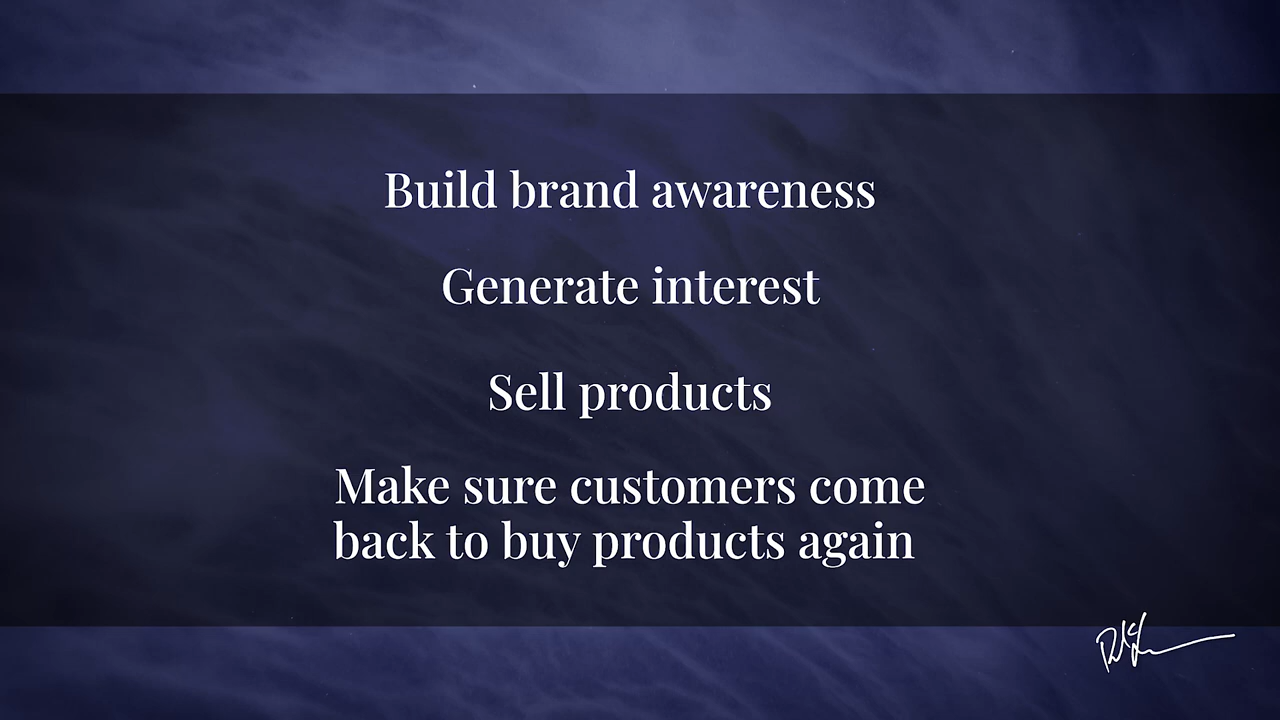 Build brand awareness
Generate interest
Sell products
Make sure customers come
back to buy products again